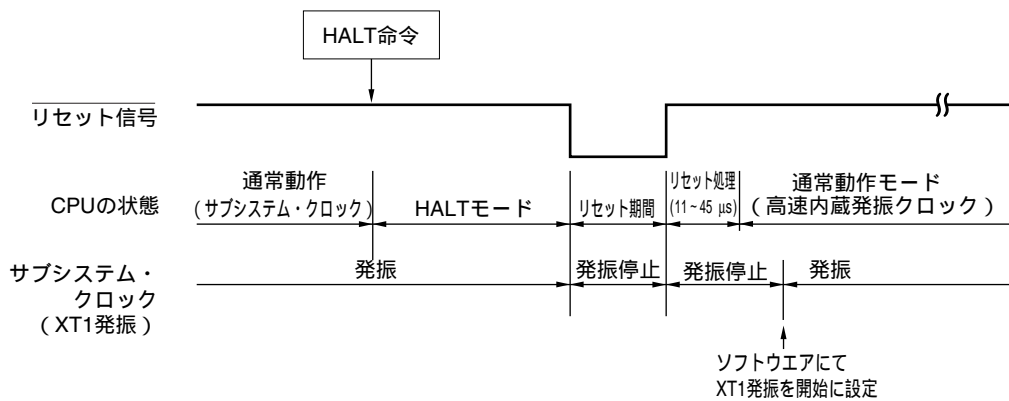 HALT命令
リセット信号
CPUの状態
通常動作
(サブシステム・クロック)
HALTモード
リセット期間
リセット処理
(11~45 μs)
通常動作モード
(高速内蔵発振クロック)
サブシステム・
クロック
(XT1発振)
発振
発振停止
発振停止
発振
ソフトウエアにて
XT1発振を開始に設定